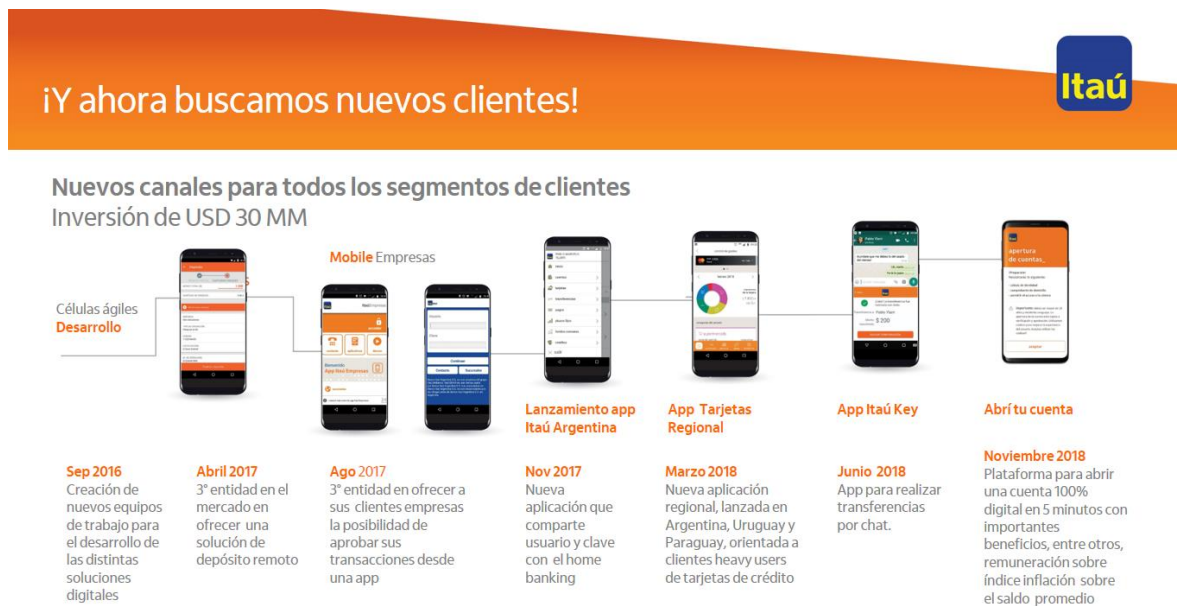 ¡Y ahora buscamos nuevos clientes!
Itaú
Nuevos canales para todos los segmentos de clientes
Inversión de USD 30 MM
Células ágiles
Desarrollo
Mobile Empresas
apertura
de cuentas_
Lanzamiento app
Itaú Argentina
App Tarjetas
Regional
App Itaú Key
Abrí tu cuenta
Sep 2016
Creación de
nuevos equipos
de trabajo para
el desarrollo de
las distintas
soluciones
digitales
Abril 2017
3° entidad en el
mercado en
ofrecer una
solución de
depósito remoto
Ago 2017
3° entidad en ofrecer a
sus clientes empresas
la posibilidad de
aprobar sus
transacciones desde
una app
Nov 2017
Nueva
aplicación que
comparte
usuario y clave
con el home
banking
Marzo 2018
Nueva aplicación
regional, lanzada en
Argentina, Uruguay y
Paraguay, orientada a
clientes heavy users
de tarjetas de crédito
Junio 2018
App para realizar
transferencias
por chat.
Noviembre 2018
Plataforma para abrir
una cuenta 100%
digital en 5 minutos con
importantes
beneficios, entre otros,
remuneración sobre
índice inflación sobre
el saldo promedio